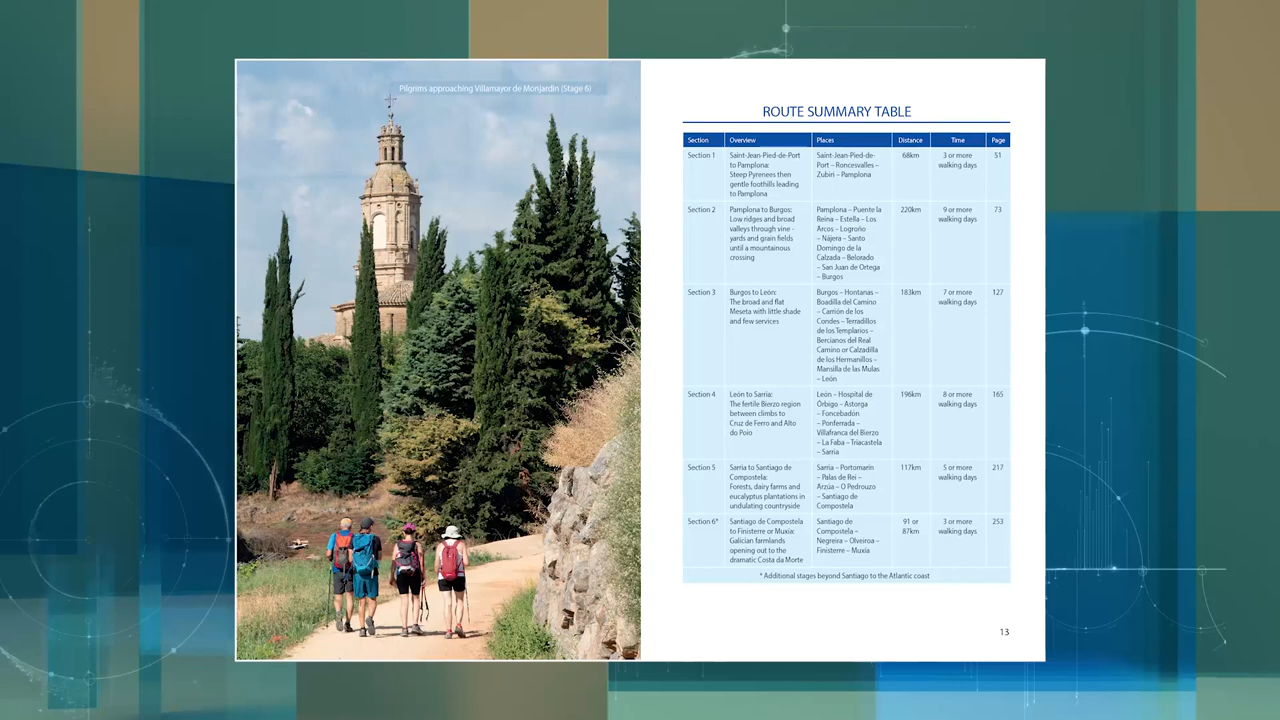 Pilgrims approaching Villamayor de Monjardín (Stage 6)
ROUTE SUMMARY TABLE
Section Overview Places Distance Time Page
Section 1 Saint-Jean-Pied-de-Port Saint-Jean-Pied-de- 68km 3 or more 51
to Pamplona: Port – Roncesvalles – walking days
Steep Pyrenees then Zubiri – Pamplona
gentle foothills leading
to Pamplona
Section 2 Pamplona to Burgos: Pamplona – Puente la 220km 9 or more 73
Low ridges and broad Reina – Estella – Los walking days
valleys through vine - Arcos – Logroño
yards and grain fields – Nájera – Santo
until a mountainous Domingo de la
crossing Calzada – Belorado
– San Juan de Ortega
– Burgos
Section 3 Burgos to León: Burgos – Hontanas – 183km 7 or more 127
The broad and flat Boadilla del Camino walking days
Meseta with little shade – Carrión de los
and few services Condes – Terradillos
de los Templarios –
Bercianos del Real
Camino or Calzadilla
de los Hermanillos –
Mansilla de las Mulas
– León
Section 4 León to Sarria: León – Hospital de 196km 8 or more 165
The fertile Bierzo region Órbigo – Astorga walking days
between climbs to – Foncebadón
Cruz de Ferro and Alto – Ponferrada –
do Poio Villafranca del Bierzo
– La Faba – Triacastela
– Sarria
Section 5 Sarria to Santiago de Sarria – Portomarín 117km 5 or more 217
Compostela: – Palas de Rei – walking days
Forests, dairy farms and Arzúa – O Pedrouzo
eucalyptus plantations in – Santiago de
undulating countryside Compostela
Section 6* Santiago de Compostela Santiago de 91 or 3 or more 253
to Finisterre or Muxía: Compostela – 87km walking days
Galician farmlands Negreira – Olveiroa –
opening out to the Finisterre – Muxía
dramatic Costa da Morte
* Additional stages beyond Santiago to the Atlantic coast
13